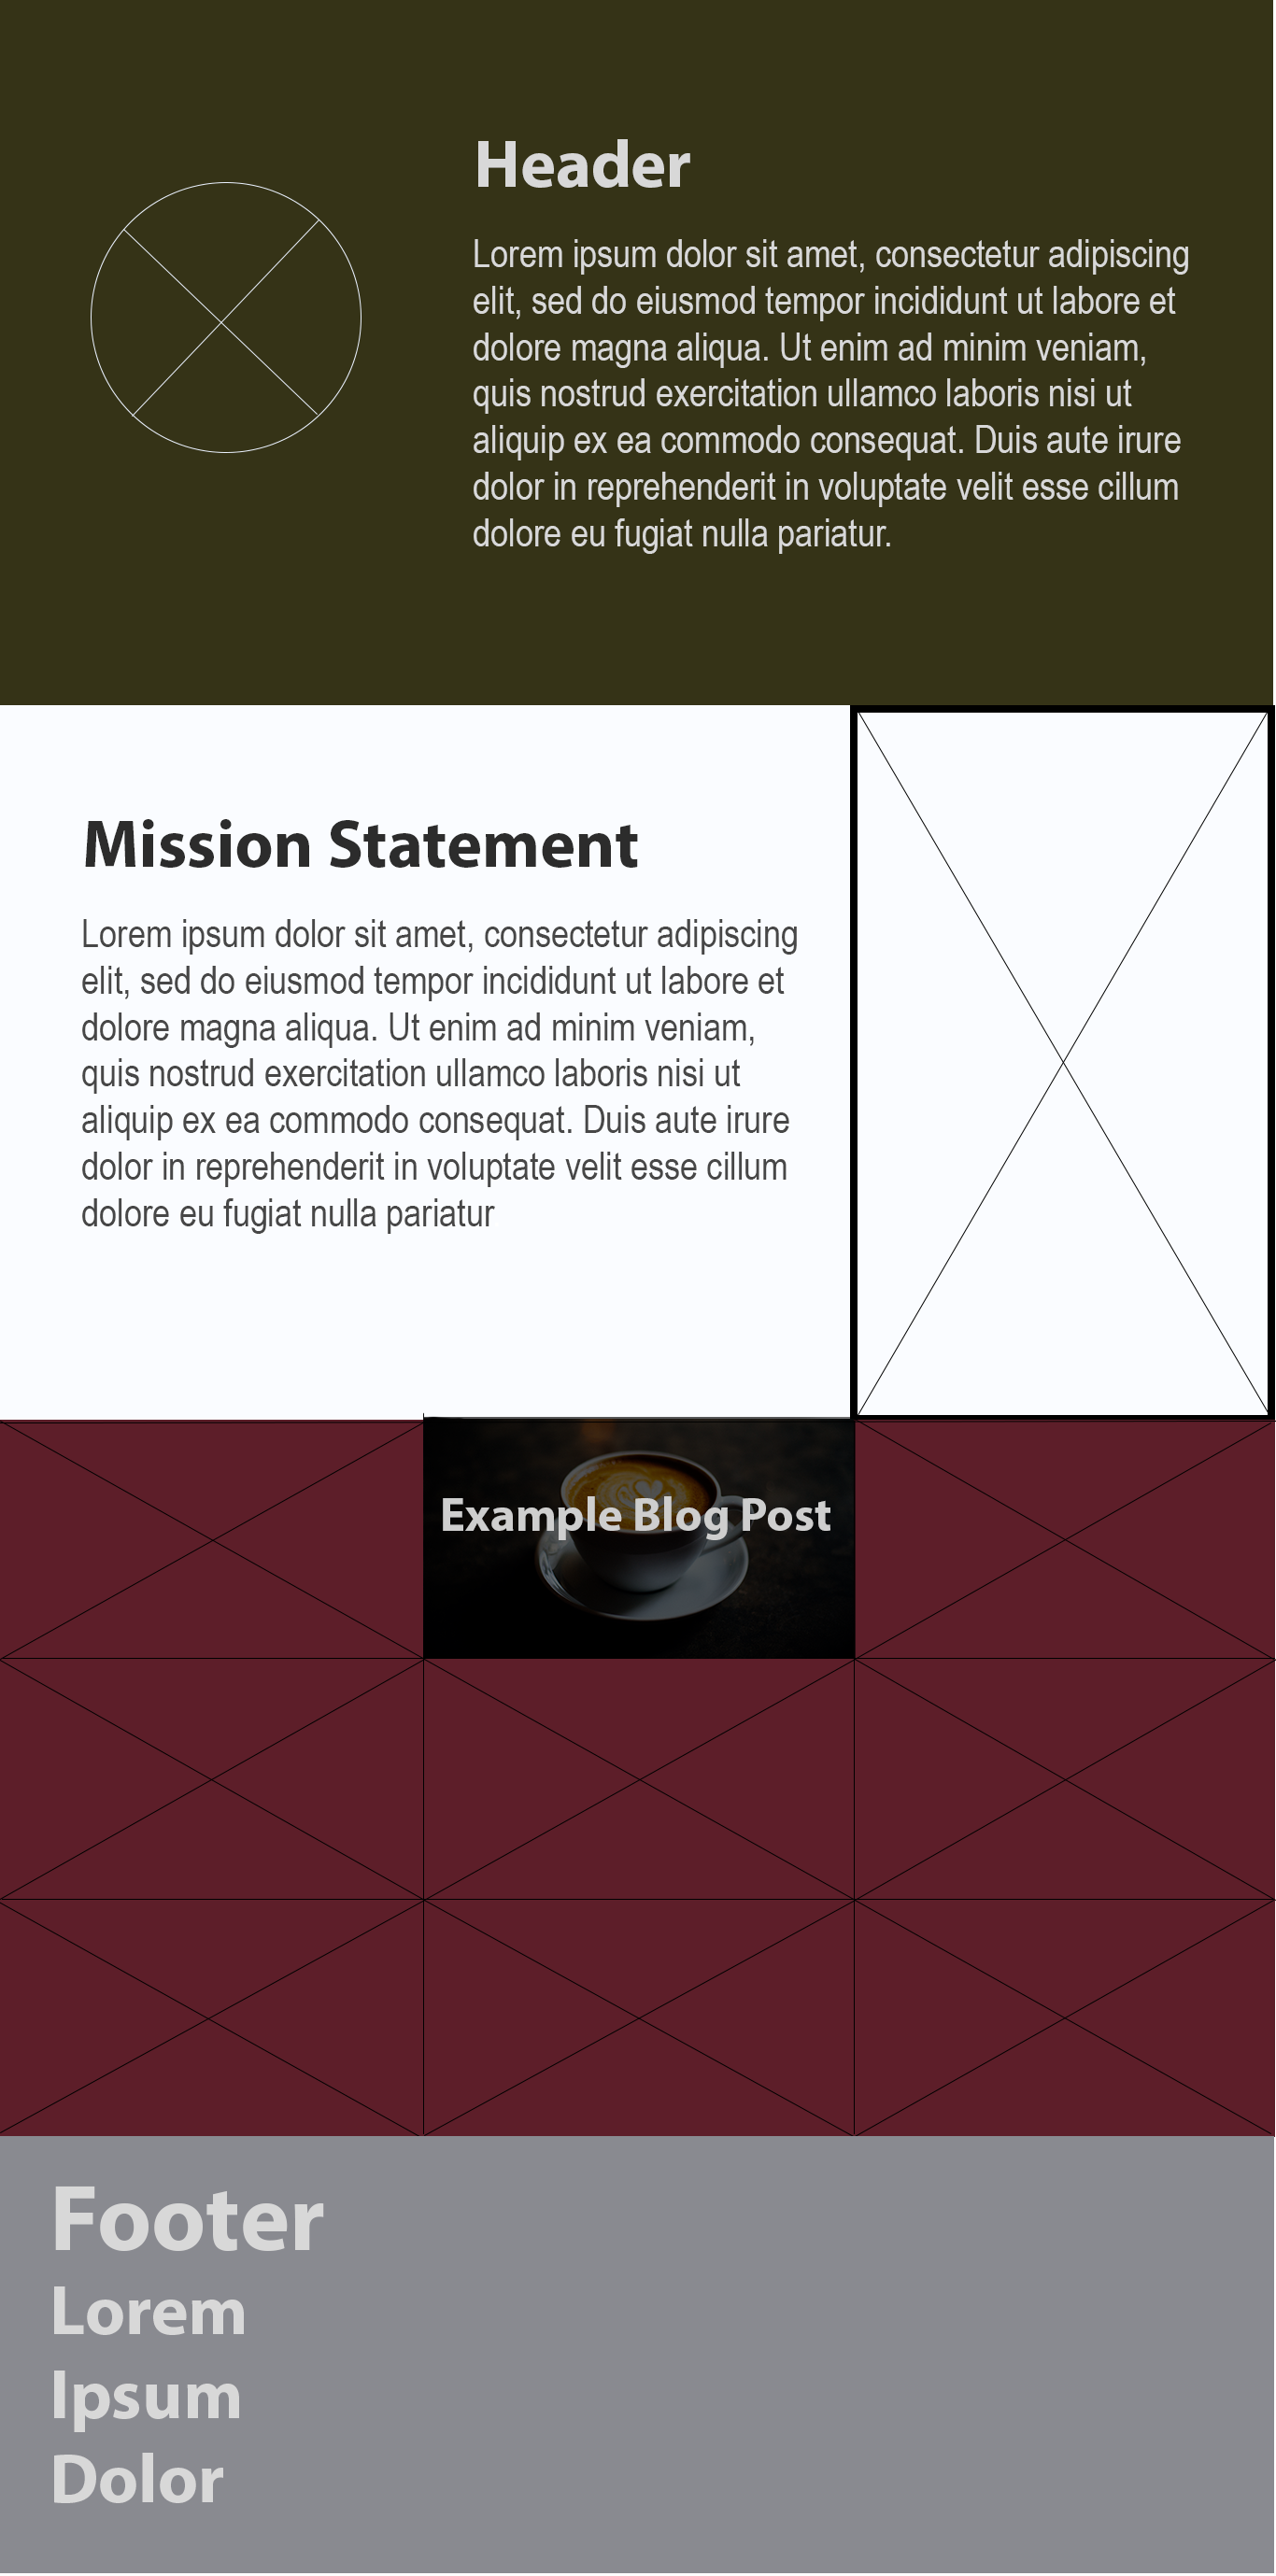 Header
Lorem ipsum dolor sit amet, consectetur adipiscing
elit, sed do eiusmod tempor incididunt ut labore et
dolore magna aliqua. Ut enim ad minim veniam,
quis nostrud exercitation ullamco laboris nisi ut
aliquip ex ea commodo consequat. Duis aute irure
dolor in reprehenderit in voluptate velit esse cillum
dolore eu fugiat nulla pariatur.
Mission Statement
Lorem ipsum dolor sit amet, consectetur adipiscing
elit, sed do eiusmod tempor incididunt ut labore et
dolore magna aliqua. Ut enim ad minim veniam,
quis nostrud exercitation ullamco laboris nisi ut
aliquip ex ea commodo consequat. Duis aute irure
dolor in reprehenderit in voluptate velit esse cillum
dolore eu fugiat nulla pariatur
Example Blog Post
Footer
Lorem
Ipsum
Dolor